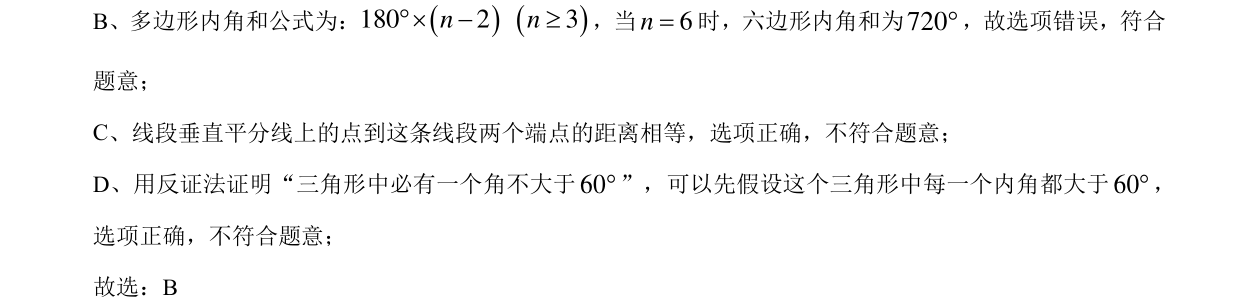 B、多边形内角和公式为：180°×(n−2) (n≥3)，当n=6时，六边形内角和为720°，故选项错误，符合
题意；
C、线段垂直平分线上的点到这条线段两个端点的距离相等，选项正确，不符合题意；
D、用反证法证明“三角形中必有一个角不大于60°”，可以先假设这个三角形中每一个内角都大于60°，
选项正确，不符合题意；
故选：B